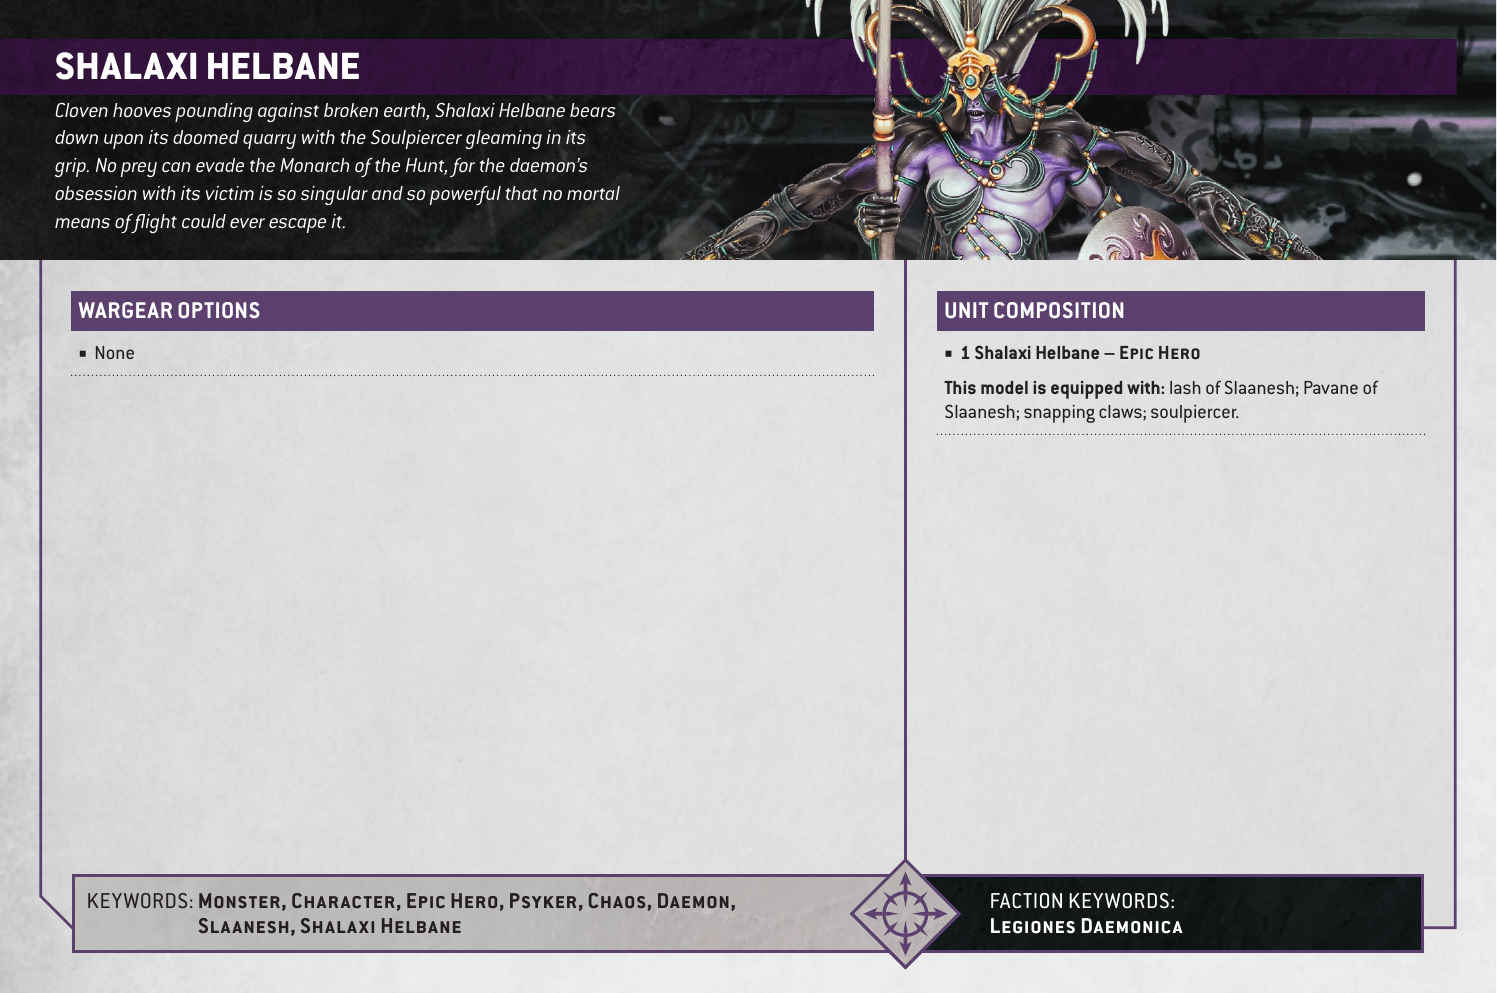 SHALAXI HELBANE
Cloven hooves pounding against broken earth, Shalaxi Helbane bears
down upon its doomed quarry with the Soulpiercer gleaming in its
grip. No prey can evade the Monarch of the Hunt, for the daemon’s
obsession with its victim is so singular and so powerful that no mortal
means of flight could ever escape it.
WARGEAR OPTIONS
■ None
UNIT COMPOSITION
■ 1 Shalaxi Helbane – EPIC HERO
This model is equipped with: lash of Slaanesh; Pavane of
Slaanesh; snapping claws; soulpiercer.
KEYWORDS: MONSTER, CHARACTER, EPIC HERO, PSYKER, CHAOS, DAEMON,
SLAANESH, SHALAXI HELBANE
FACTION KEYWORDS:
LEGIONES DAEMONICA